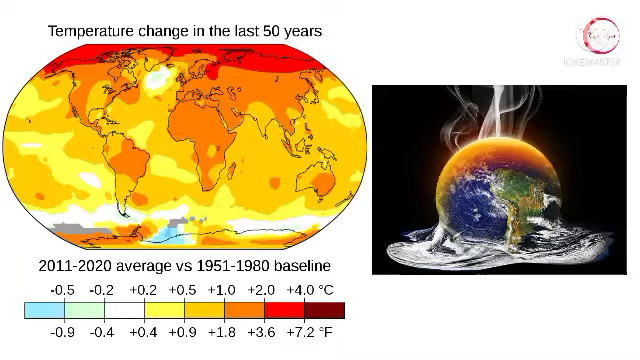 Temperature change in the last 50 years
KINEMASTER
2011-2020 average vs 1951-1980 baseline
-0.5 -0.2 +0.2 +0.5 +1.0 +2.0 +4.0 °C
-0.9 -0.4 +0.4 +0.9 +1.8 +3.6 +7.2 °F